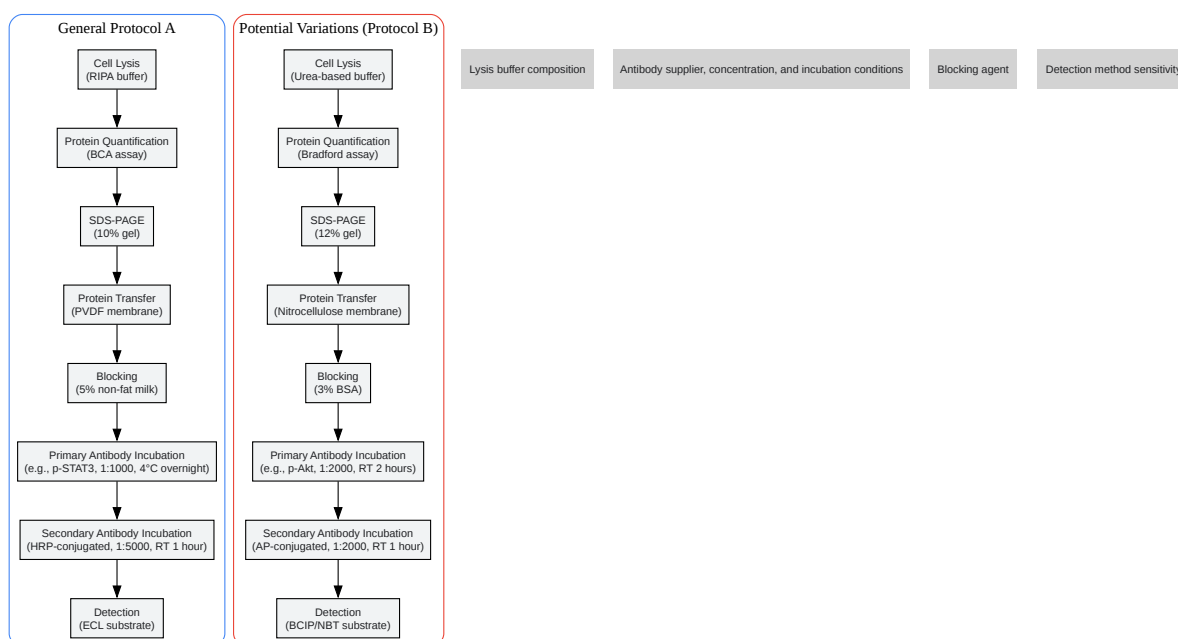 General Protocol A
Cell Lysis
(RIPA buffer)
Protein Quantification
(BCA assay)
SDS-PAGE
(10% gel)
Protein Transfer
(PVDF membrane)
Blocking
(5% non-fat milk)
Primary Antibody Incubation
(e.g., p-STAT3, 1:1000, 4°C overnight)
Secondary Antibody Incubation
(HRP-conjugated, 1:5000, RT 1 hour)
Detection
(ECL substrate)
Potential Variations (Protocol B)
Cell Lysis
(Urea-based buffer)
Protein Quantification
(Bradford assay)
SDS-PAGE
(12% gel)
Protein Transfer
(Nitrocellulose membrane)
Blocking
(3% BSA)
Primary Antibody Incubation
(e.g., p-Akt, 1:2000, RT 2 hours)
Secondary Antibody Incubation
(AP-conjugated, 1:2000, RT 1 hour)
Detection
(BCIP/NBT substrate)
Lysis buffer composition
Antibody supplier, concentration, and incubation conditions
Blocking agent
Detection method sensitivity